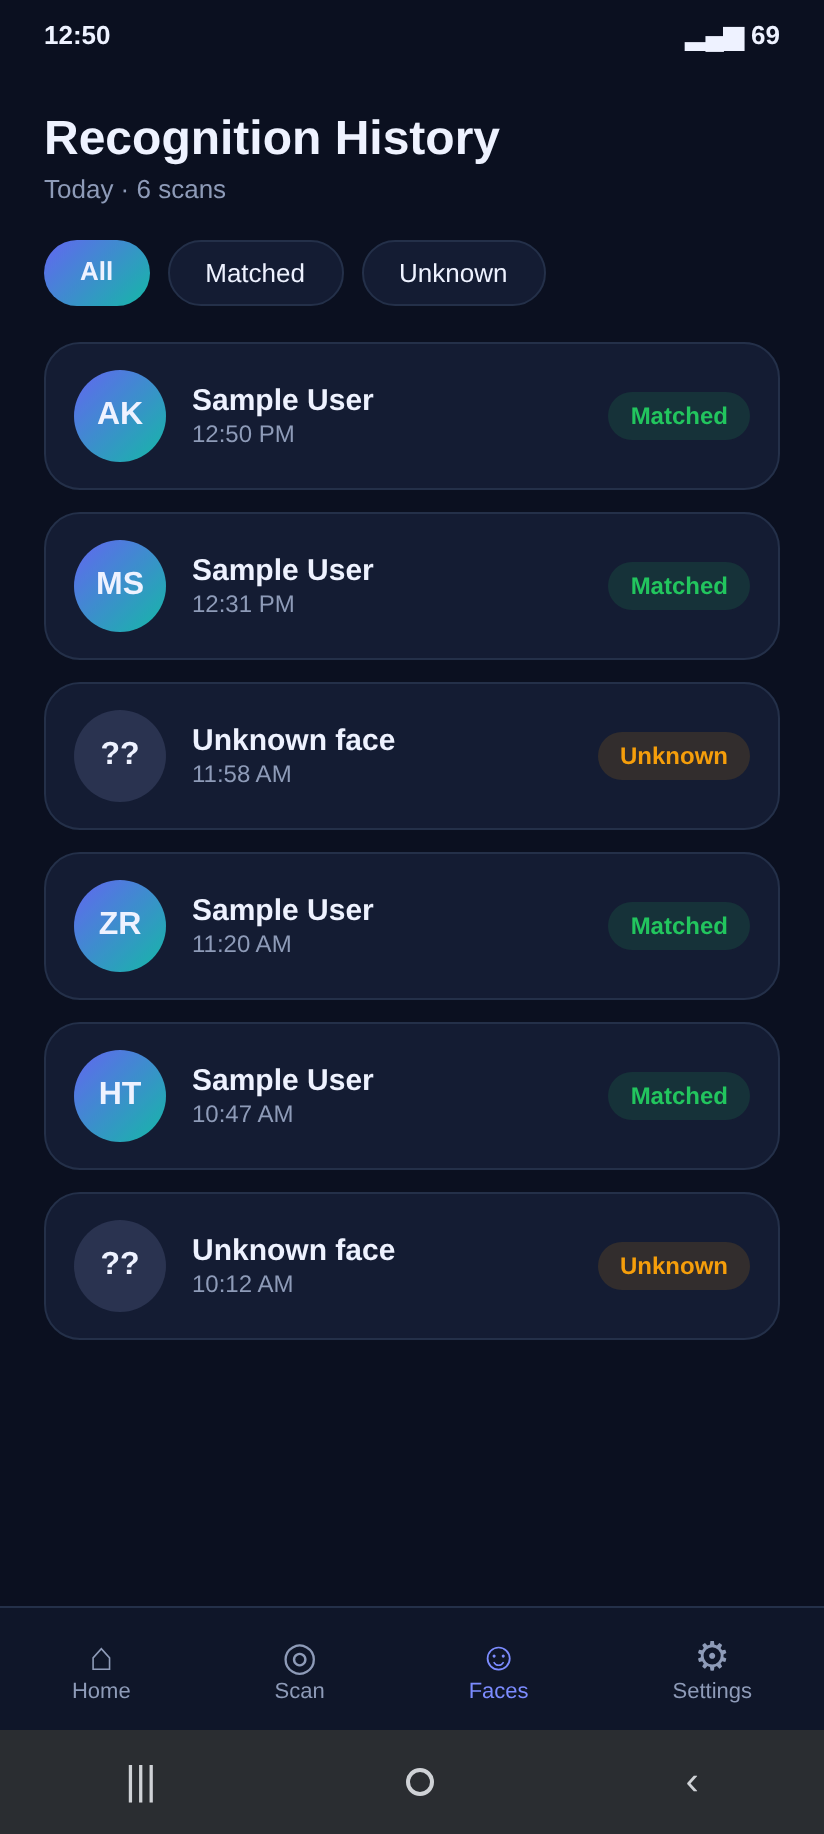 12:50 69
Recognition History
Today · 6 scans
All Matched Unknown
AK Sample User Matched
12:50 PM
MS Sample User Matched
12:31 PM
?? Unknown face Unknown
11:58 AM
ZR Sample User Matched
11:20 AM
HT Sample User Matched
10:47 AM
?? Unknown face Unknown
10:12 AM
Home Scan Faces Settings